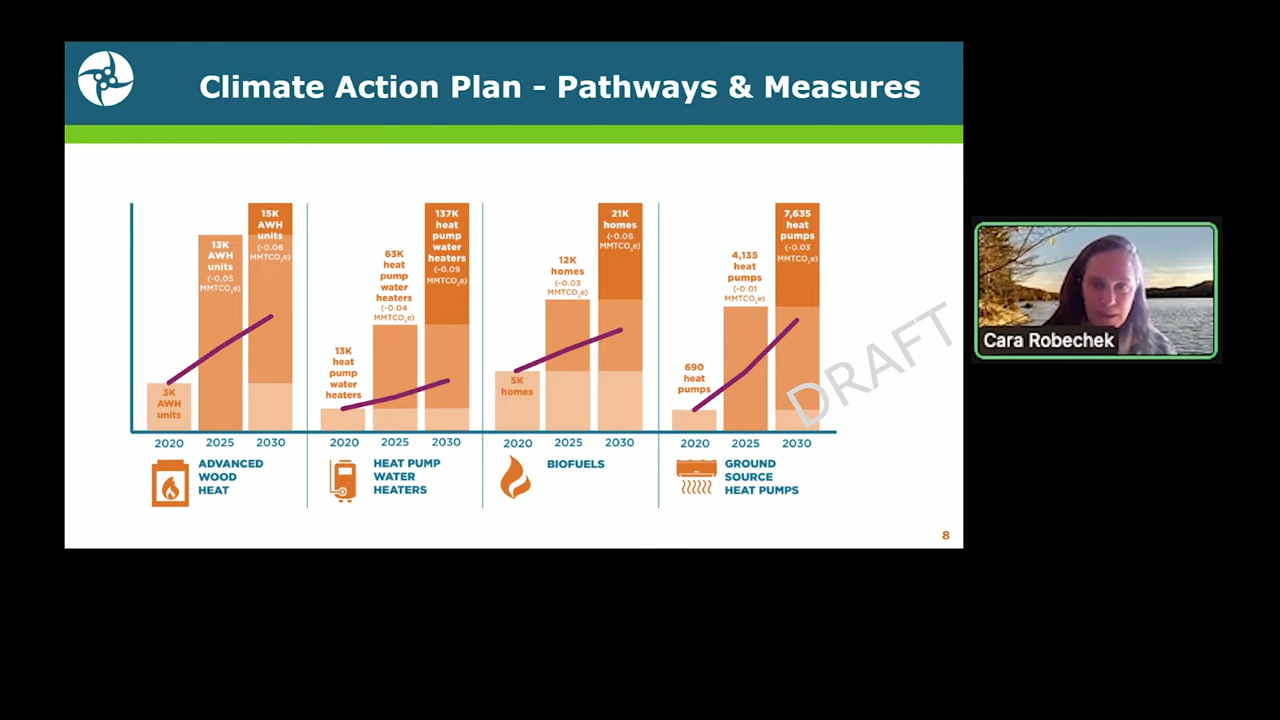 Climate Action Plan - Pathways & Measures
3K
AWH
units
13K
AWH
units
(-0.05
MMTCO₂e)
15K
AWH
units
(-0.06
MMTCO₂e)
13K
heat
pump
water
heaters
63K
heat
pump
water
heaters
(-0.04
MMTCO₂e)
137K
heat
pump
water
heaters
(-0.09
MMTCO₂e)
5K
homes
12K
homes
(-0.03
MMTCO₂e)
21K
homes
(-0.06
MMTCO₂e)
690
heat
pumps
4,135
heat
pumps
(-0.01
MMTCO₂e)
7,635
heat
pumps
(-0.03
MMTCO₂e)
DRAFT
2020 2025 2030
2020 2025 2030
2020 2025 2030
2020 2025 2030
ADVANCED
WOOD
HEAT
HEAT PUMP
WATER
HEATERS
BIOFUELS
GROUND
SOURCE
HEAT PUMPS
8
Cara Robechek